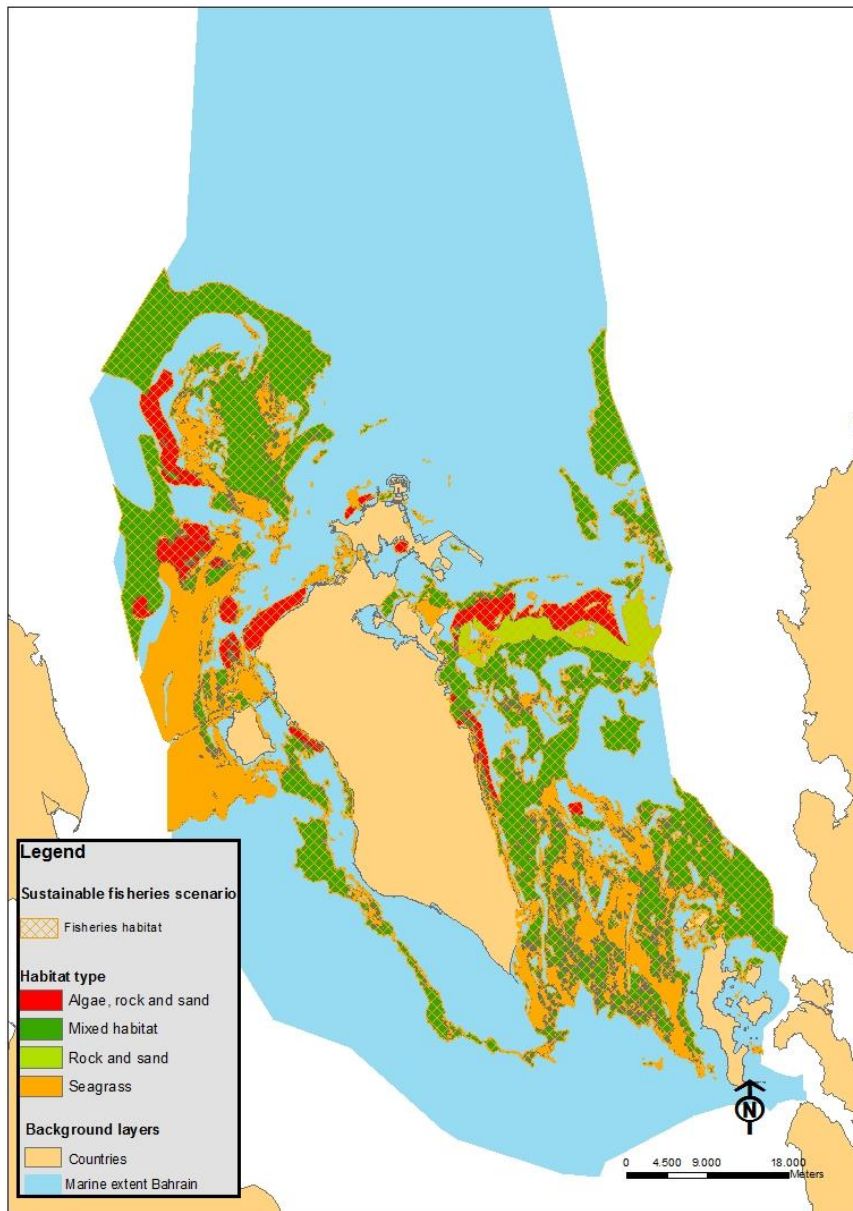 Legend
Sustainable fisheries scenario
Fisheries habitat
Habitat type
Algae, rock and sand
Mixed habitat
Rock and sand
Seagrass
Background layers
Countries
Marine extent Bahrain
N
0 4.500 9.000 18.000
Meters